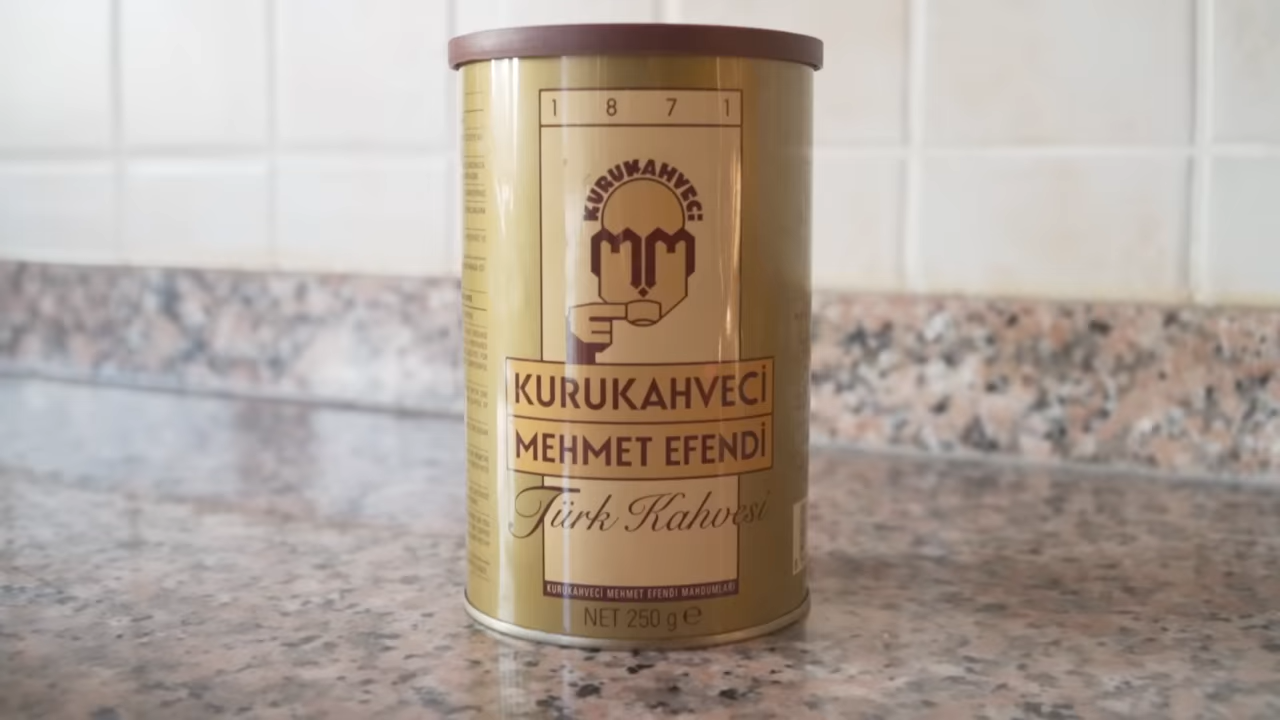 1 8 7 1
KURUKAHVECİ
KURUKAHVECİ
MEHMET EFENDİ
Türk Kahvesi
KURUKAHVECİ MEHMET EFENDİ MAHDUMLARI
NET 250 g ℮